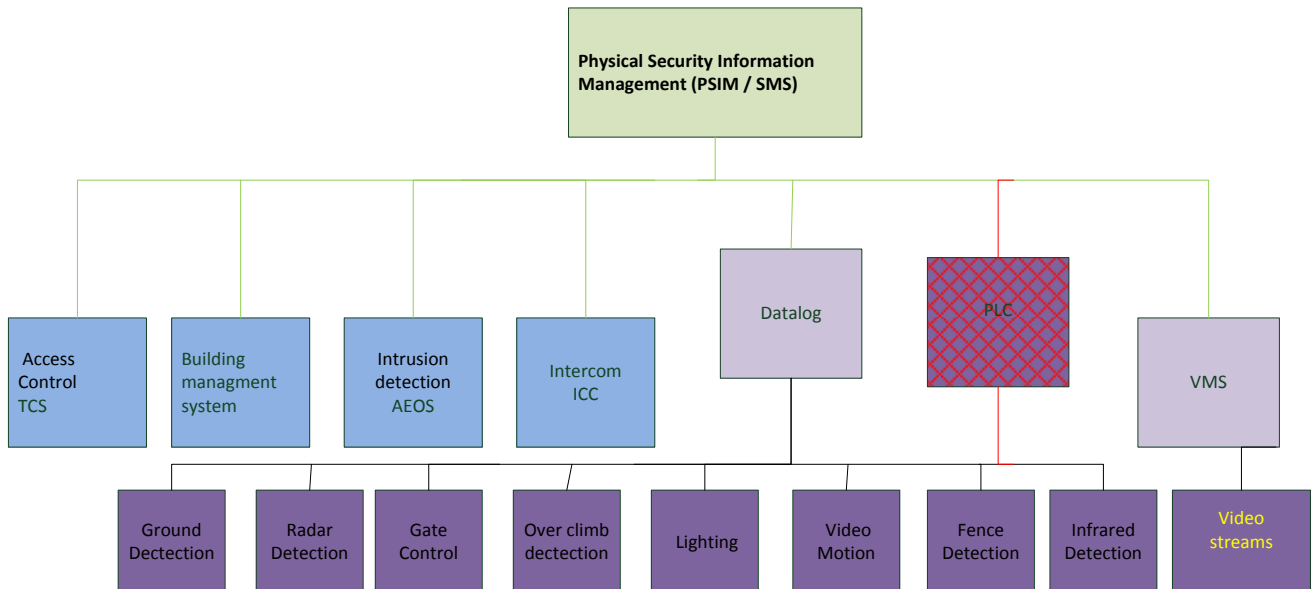 Physical Security Information
Management (PSIM / SMS)
Datalog
PLC
Access
Control
TCS
Building
managment
system
Intrusion
detection
AEOS
Intercom
ICC
VMS
Ground
Dectection
Radar
Detection
Gate
Control
Over climb
dectection
Lighting
Video
Motion
Fence
Detection
Infrared
Detection
Video
streams